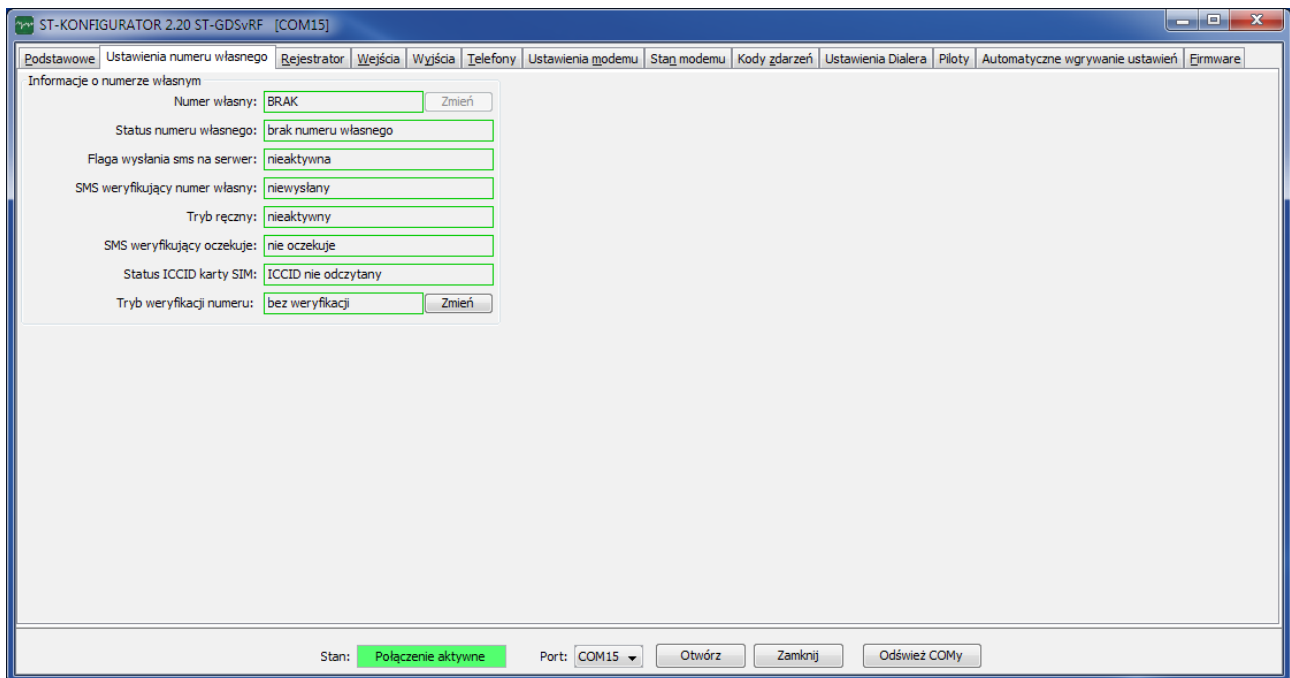 ST-KONFIGURATOR 2.20 ST-GDSvRF [COM15]
Podstawowe Ustawienia numeru własnego Rejestrator Wejścia Wyjścia Telefony Ustawienia modemu Stan modemu Kody zdarzeń Ustawienia Dialera Piloty Automatyczne wgrywanie ustawień Firmware
Informacje o numerze własnym
Numer własny: BRAK Zmień
Status numeru własnego: brak numeru własnego
Flaga wysłania sms na serwer: nieaktywna
SMS weryfikujący numer własny: niewysłany
Tryb ręczny: nieaktywny
SMS weryfikujący oczekuje: nie oczekuje
Status ICCID karty SIM: ICCID nie odczytany
Tryb weryfikacji numeru: bez weryfikacji Zmień
Stan: Połączenie aktywne Port: COM15 Otwórz Zamknij Odśwież COMy